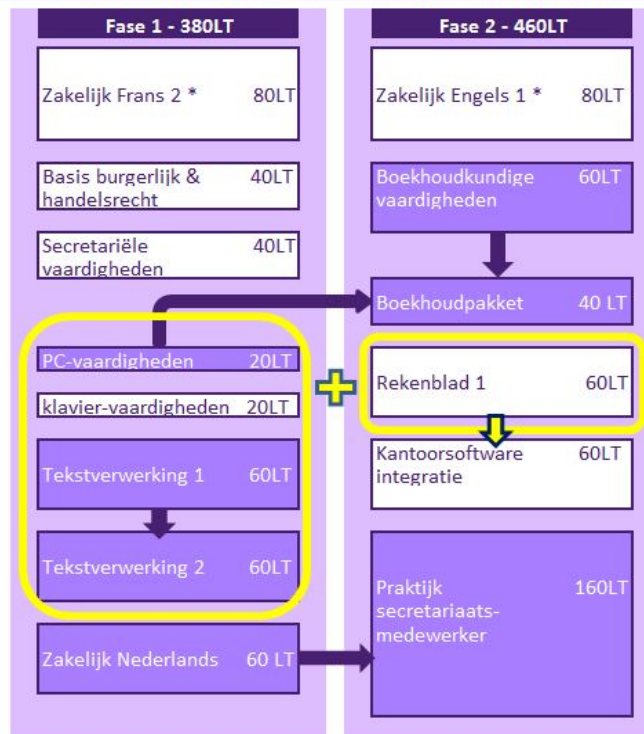 Fase 1 - 380LT
Zakelijk Frans 2 * 80LT
Basis burgerlijk & 40LT
handelsrecht
Secretariële 40LT
vaardigheden
PC-vaardigheden 20LT
klavier-vaardigheden 20LT
Tekstverwerking 1 60LT
Tekstverwerking 2 60LT
Zakelijk Nederlands 60 LT
Fase 2 - 460LT
Zakelijk Engels 1 * 80LT
Boekhoudkundige 60LT
vaardigheden
Boekhoudpakket 40 LT
Rekenblad 1 60LT
Kantoorsoftware 60LT
integratie
Praktijk 160LT
secretariaats-
medewerker